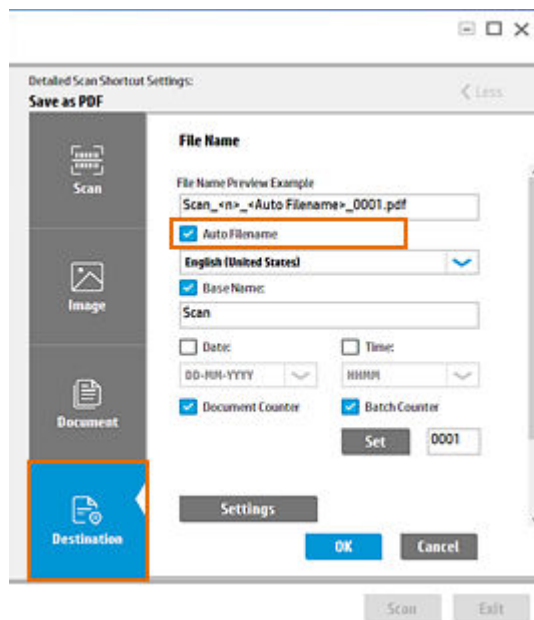 Detailed Scan Shortcut Settings:
Less
Save as PDF
File Name
Scan
File Name Preview Example
Scan_<n>_<Auto Filename>_0001.pdf
Auto Filename
English (United States)
Base Name:
Image
Scan
Date:
Time:
DD-MM-YYYY
HHMM
Document Counter
Batch Counter
Document
Set
0001
Settings
Destination
OK
Cancel
Scan
Exit